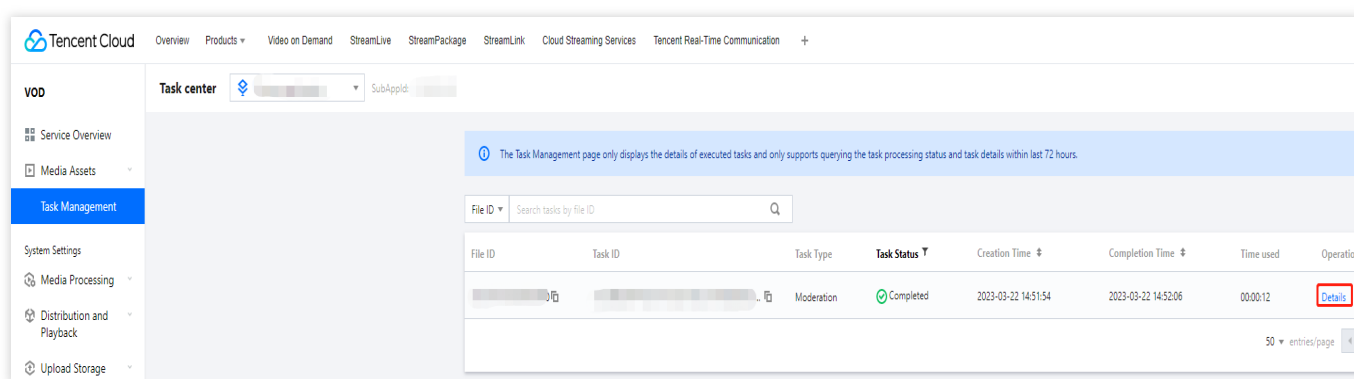 Tencent Cloud Overview Products Video on Demand StreamLive StreamPackage StreamLink Cloud Streaming Services Tencent Real-Time Communication +
VOD
Task center SubAppId:
Service Overview
Media Assets
Task Management
System Settings
Media Processing
Distribution and
Playback
Upload Storage
The Task Management page only displays the details of executed tasks and only supports querying the task processing status and task details within last 72 hours.
File ID Search tasks by file ID
File ID Task ID Task Type Task Status Creation Time Completion Time Time used Operatio
.. Moderation Completed 2023-03-22 14:51:54 2023-03-22 14:52:06 00:00:12 Details
50 entries/page